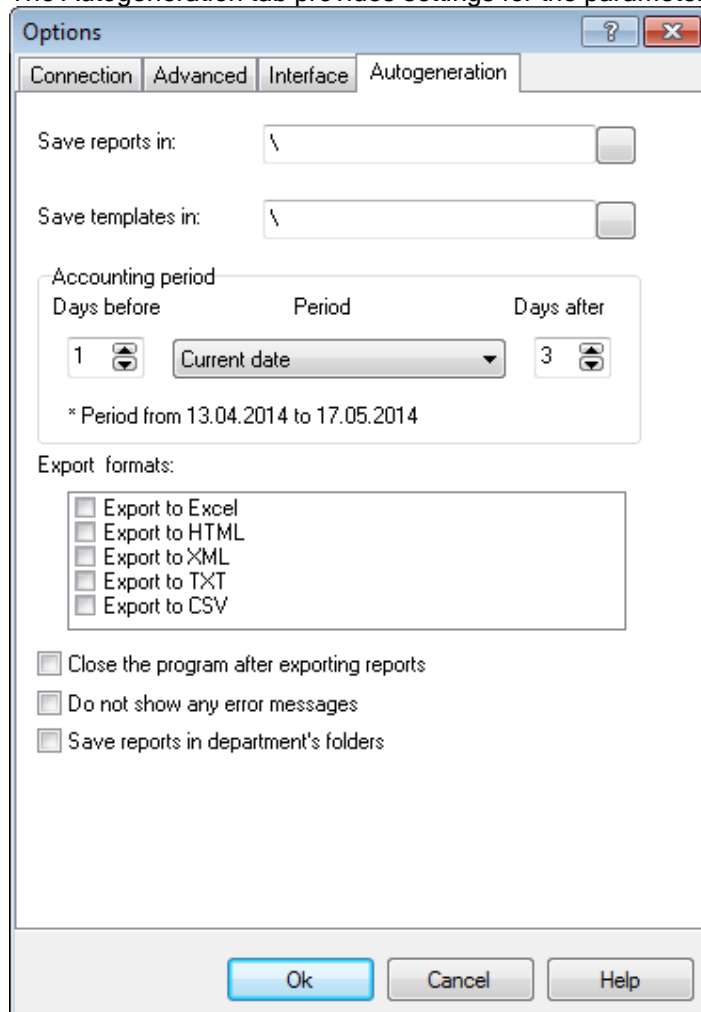 The Autogeneration tab provides settings for the paramete
Options
Connection Advanced Interface Autogeneration
Save reports in: \
Save templates in: \
Accounting period
Days before Period Days after
1 Current date 3
* Period from 13.04.2014 to 17.05.2014
Export formats:
Export to Excel
Export to HTML
Export to XML
Export to TXT
Export to CSV
Close the program after exporting reports
Do not show any error messages
Save reports in department's folders
Ok Cancel Help